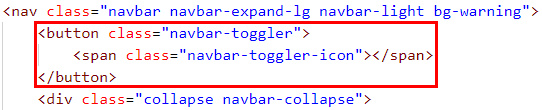 <nav class="navbar navbar-expand-lg navbar-light bg-warning">
<button class="navbar-toggler">
<span class="navbar-toggler-icon"></span>
</button>
<div class="collapse navbar-collapse">